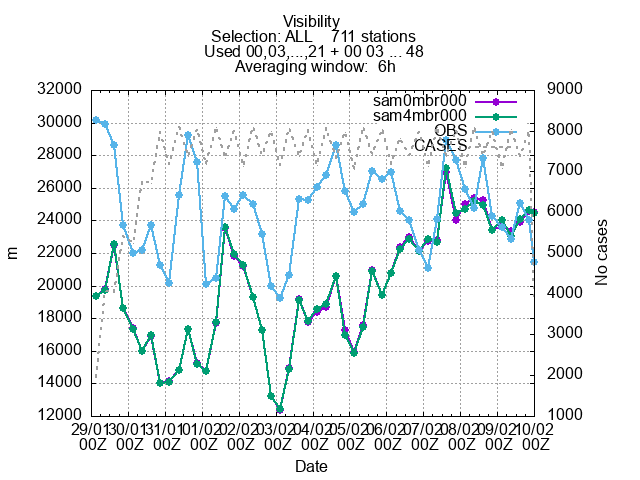 Visibility
Selection: ALL 711 stations
Used 00,03,...,21 + 00 03 ... 48
Averaging window: 6h
32000
30000
28000
26000
24000
22000
20000
18000
16000
14000
12000
m
9000
8000
7000
6000
5000
4000
3000
2000
1000
No cases
sam0mbr000
sam4mbr000
OBS
CASES
29/01 30/01 31/01 01/02 02/02 03/02 04/02 05/02 06/02 07/02 08/02 09/02 10/02
00Z 00Z 00Z 00Z 00Z 00Z 00Z 00Z 00Z 00Z 00Z 00Z 00Z
Date